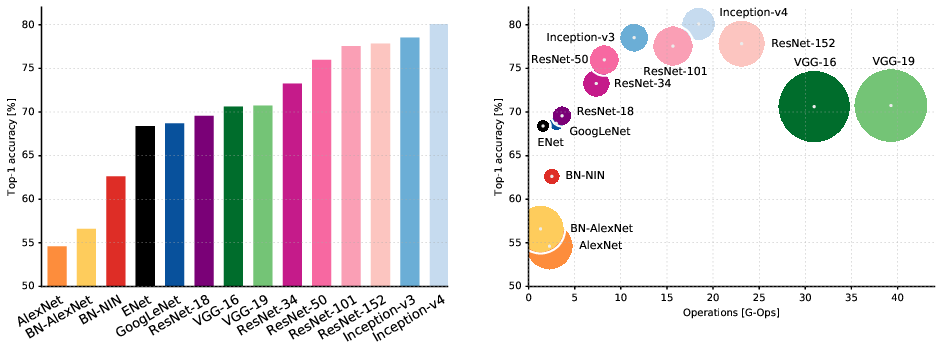 80
75
70
65
60
55
50
Top-1 accuracy [%]
AlexNet
BN-AlexNet
BN-NIN
ENet
GoogLeNet
ResNet-18
VGG-16
VGG-19
ResNet-34
ResNet-50
ResNet-101
ResNet-152
Inception-v3
Inception-v4
80
75
70
65
60
55
50
Top-1 accuracy [%]
Inception-v4
Inception-v3
ResNet-152
ResNet-50
ResNet-101
VGG-16
VGG-19
ResNet-34
ResNet-18
GoogLeNet
ENet
BN-NIN
BN-AlexNet
AlexNet
0 5 10 15 20 25 30 35 40
Operations [G-Ops]